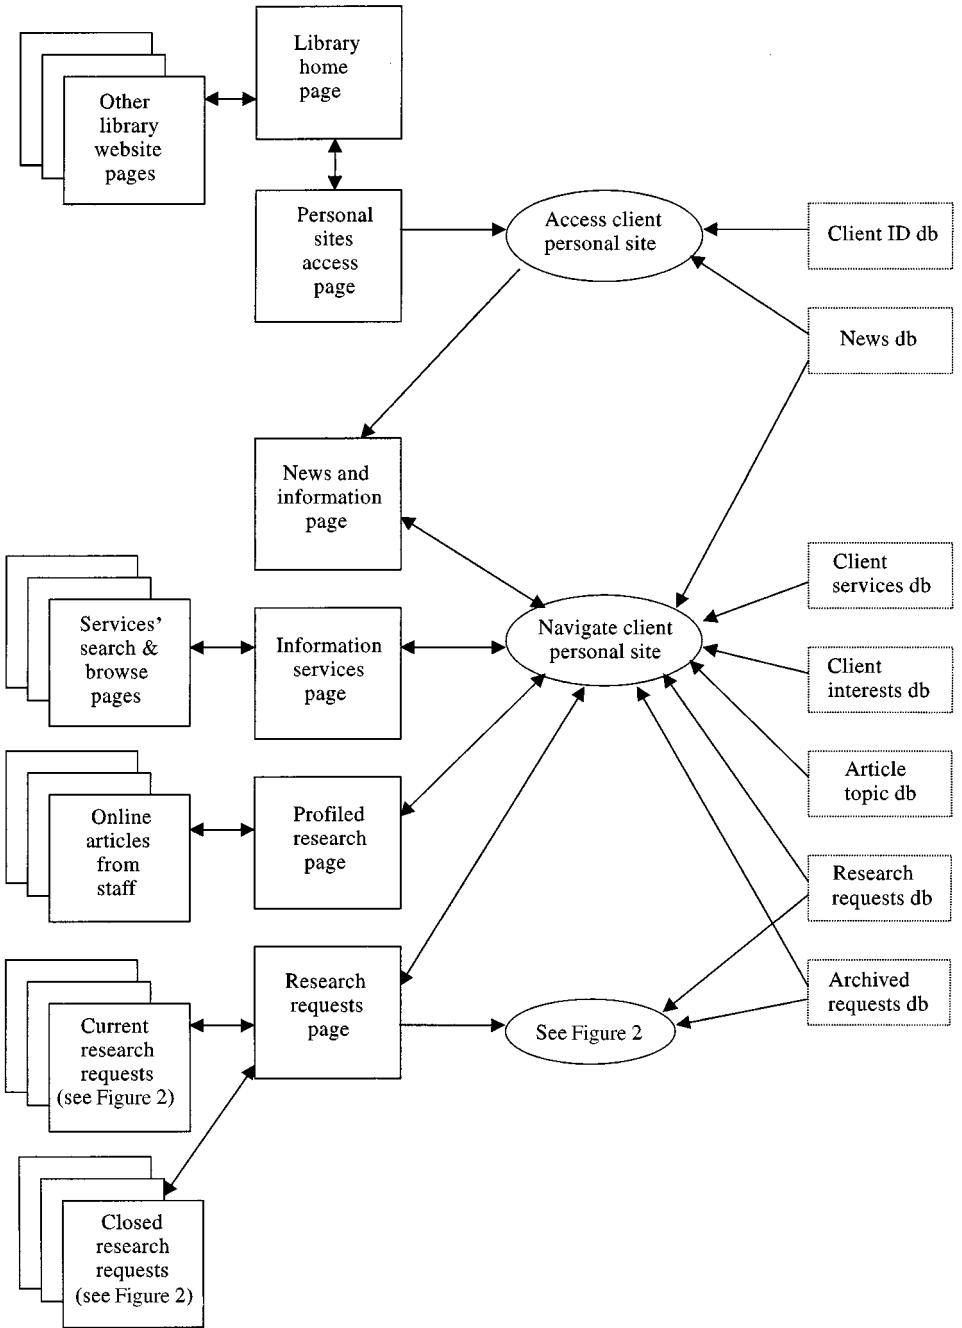 Library
home
page
Other
library
website
pages
Personal
sites
access
page
Access client
personal site
Client ID db
News db
News and
information
page
Client
services db
Services'
search &
browse
pages
Information
services
page
Navigate client
personal site
Client
interests db
Article
topic db
Online
articles
from
staff
Profiled
research
page
Research
requests db
Research
requests
page
Archived
requests db
Current
research
requests
(see Figure 2)
See Figure 2
Closed
research
requests
(see Figure 2)